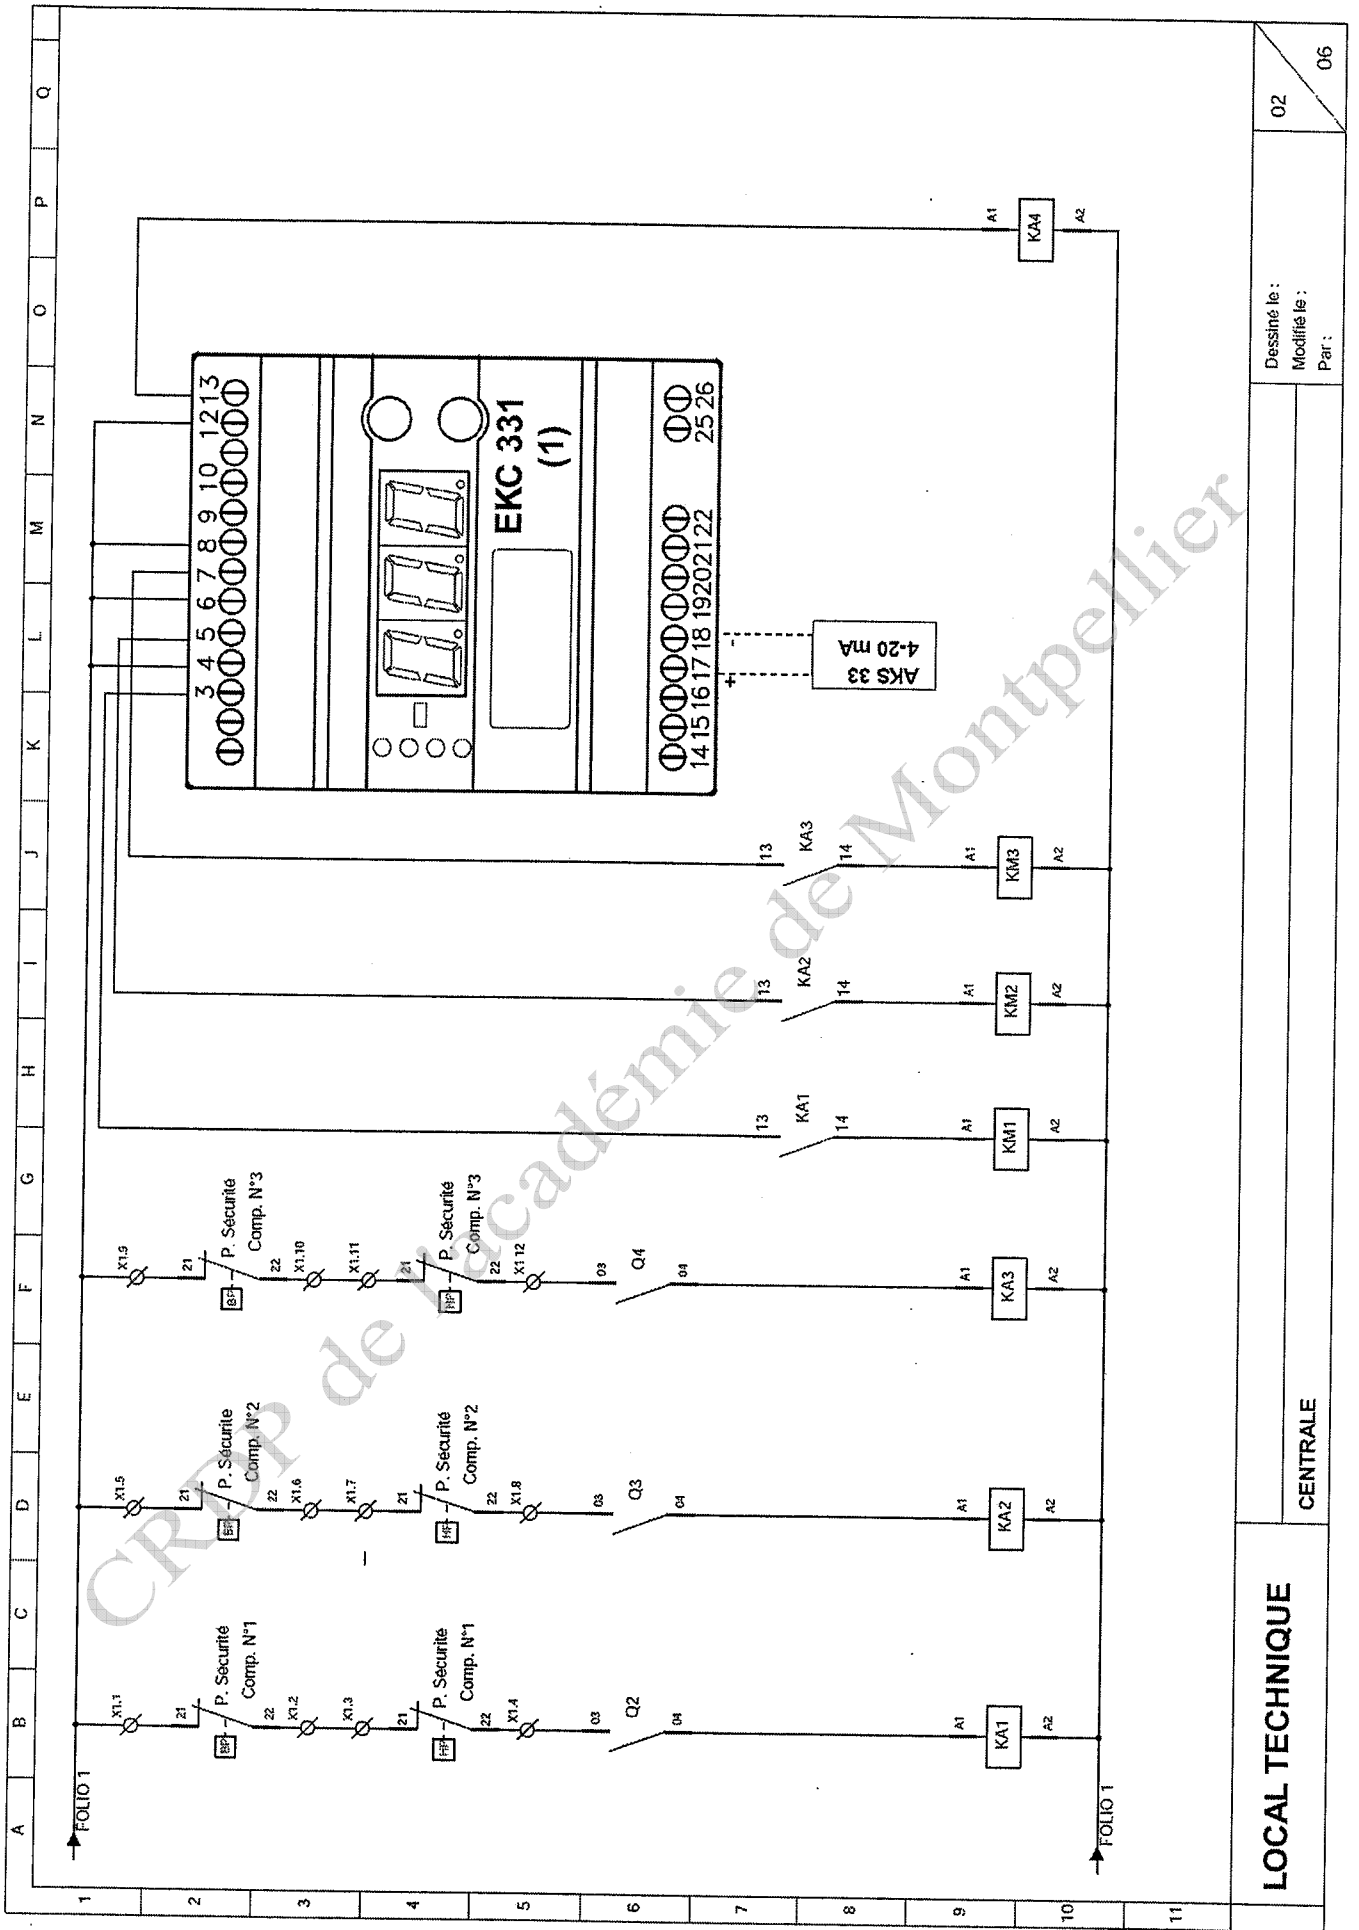 A B C D E F G H I J K L M N O P Q
1
2
3
4
5
6
7
8
9
10
11
FOLIO 1
X1.1
21
BP
P. Sécurité
Comp. N°1
22
X1.2
X1.3
21
HP
P. Sécurité
Comp. N°1
22
X1.4
03
Q2
04
A1
KA1
A2
X1.5
21
BP
P. Sécurité
Comp. N°2
22
X1.6
X1.7
21
HP
P. Sécurité
Comp. N°2
22
X1.8
03
Q3
04
A1
KA2
A2
X1.9
21
BP
P. Sécurité
Comp. N°3
22
X1.10
X1.11
21
HP
P. Sécurité
Comp. N°3
22
X1.12
03
Q4
04
A1
KA3
A2
13
KA1
14
A1
KM1
A2
13
KA2
14
A1
KM2
A2
13
KA3
14
A1
KM3
A2
3 4 5 6 7 8 9 10 12 13
EKC 331
(1)
14 15 16 17 18 19 20 21 22 25 26
+ -
AKS 33
4-20 mA
A1
KA4
A2
FOLIO 1
LOCAL TECHNIQUE
CENTRALE
Dessiné le :
Modifié le :
Par :
02
06
CRDP de l'académie de Montpellier